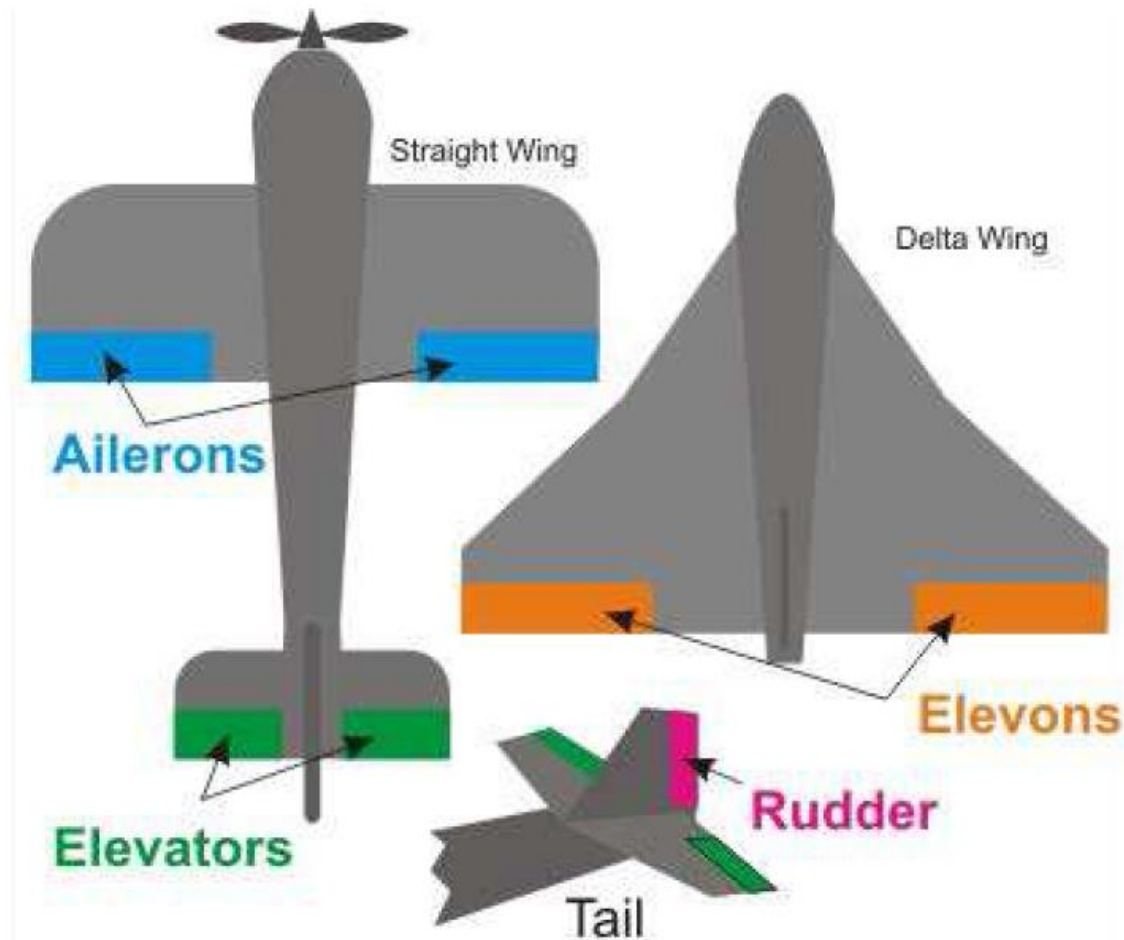 Straight Wing
Delta Wing
Ailerons
Elevons
Rudder
Elevators
Tail